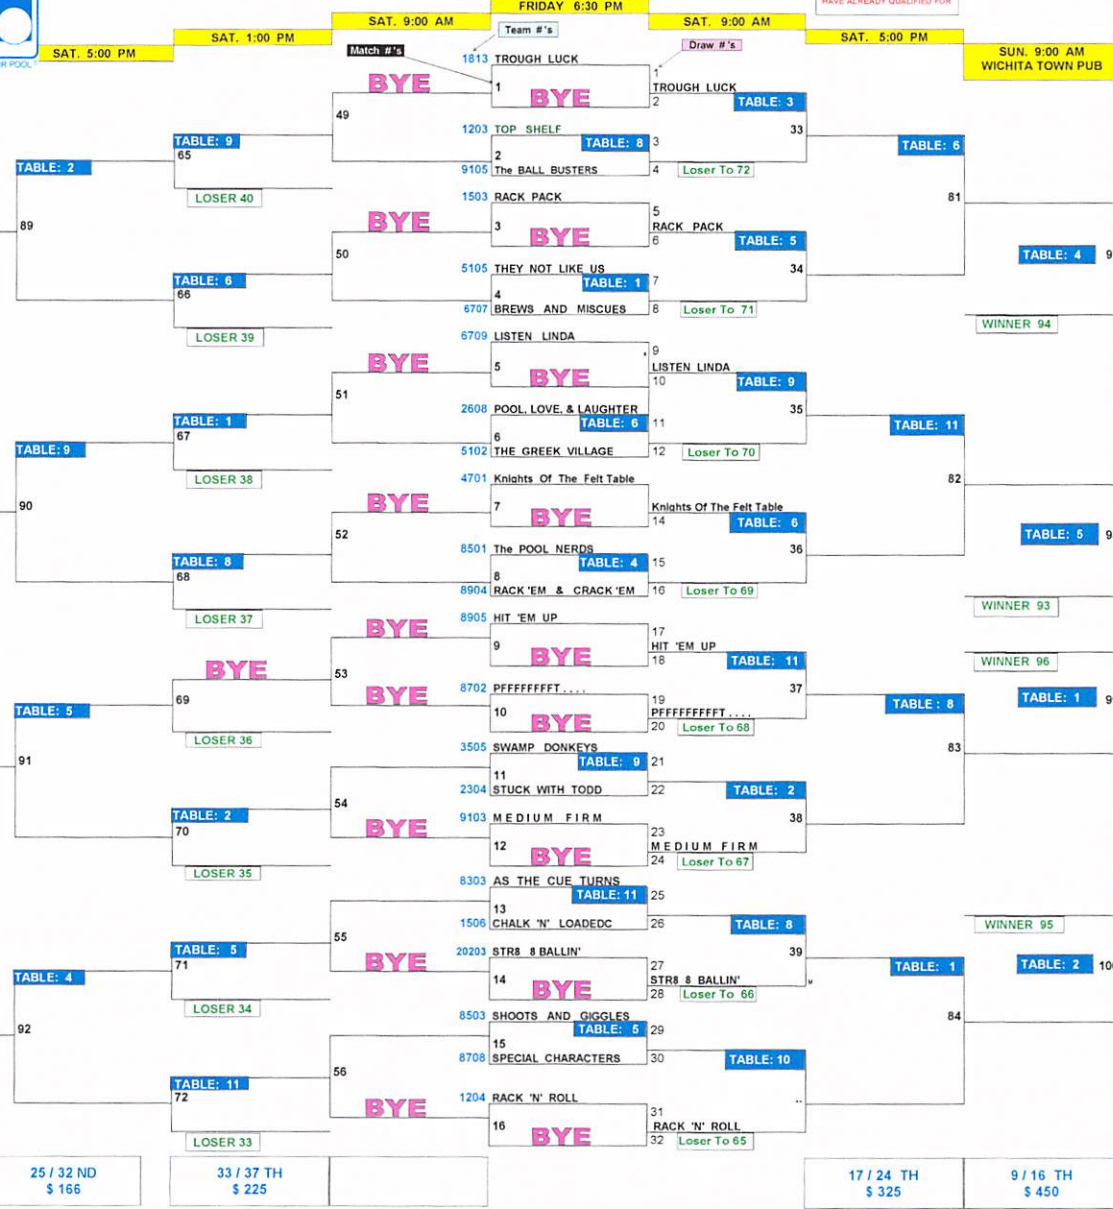 FRIDAY 6:30 PM
HAVE ALREADY QUALIFIED FOR
SAT. 9:00 AM
SAT. 9:00 AM
SAT. 1:00 PM
SAT. 5:00 PM
SAT. 5:00 PM
SUN. 9:00 AM
WICHITA TOWN PUB
R POOL
Team #'s
Match #'s
Draw #'s
1813 TROUGH LUCK
BYE
1
BYE
1
TROUGH LUCK
2
TABLE: 3
49
33
1203 TOP SHELF
TABLE: 9
65
TABLE: 8
3
TABLE: 6
2
9105 The BALL BUSTERS
4
Loser To 72
TABLE: 2
LOSER 40
1503 RACK PACK
81
89
BYE
3
BYE
5
RACK PACK
6
TABLE: 5
50
34
TABLE: 4
9
5105 THEY NOT LIKE US
TABLE: 6
66
TABLE: 1
7
4
6707 BREWS AND MISCUES
8
Loser To 71
WINNER 94
LOSER 39
6709 LISTEN LINDA
BYE
5
BYE
9
LISTEN LINDA
10
TABLE: 9
51
35
2608 POOL, LOVE, & LAUGHTER
TABLE: 1
67
TABLE: 6
11
TABLE: 11
6
5102 THE GREEK VILLAGE
12
Loser To 70
TABLE: 9
LOSER 38
4701 Knights Of The Felt Table
82
90
BYE
7
BYE
Knights Of The Felt Table
14
TABLE: 6
52
36
TABLE: 5
9
8501 The POOL NERDS
TABLE: 8
68
TABLE: 4
15
8
8904 RACK 'EM & CRACK 'EM
16
Loser To 69
WINNER 93
LOSER 37
8905 HIT 'EM UP
BYE
9
BYE
17
HIT 'EM UP
18
TABLE: 11
WINNER 96
BYE
53
37
8702 PFFFFFFFFFT....
TABLE: 1
9
69
BYE
10
BYE
19
PFFFFFFFFFFT....
20
Loser To 68
TABLE: 8
TABLE: 5
LOSER 36
3505 SWAMP DONKEYS
83
91
TABLE: 9
21
11
2304 STUCK WITH TODD
22
TABLE: 2
54
38
TABLE: 2
70
9103 MEDIUM FIRM
BYE
12
BYE
23
MEDIUM FIRM
24
Loser To 67
LOSER 35
8303 AS THE CUE TURNS
TABLE: 11
25
13
1506 CHALK 'N' LOADEDC
26
TABLE: 8
WINNER 95
55
39
TABLE: 5
71
20203 STR8 8 BALLIN'
BYE
14
BYE
27
STR8 8 BALLIN'
28
Loser To 66
TABLE: 1
TABLE: 2
TABLE: 4
LOSER 34
8503 SHOOTS AND GIGGLES
84
92
TABLE: 5
29
15
8708 SPECIAL CHARACTERS
30
TABLE: 10
56
TABLE: 11
72
1204 RACK 'N' ROLL
BYE
16
BYE
31
RACK 'N' ROLL
32
Loser To 65
LOSER 33
25 / 32 ND
$ 166
33 / 37 TH
$ 225
17 / 24 TH
$ 325
9 / 16 TH
$ 450